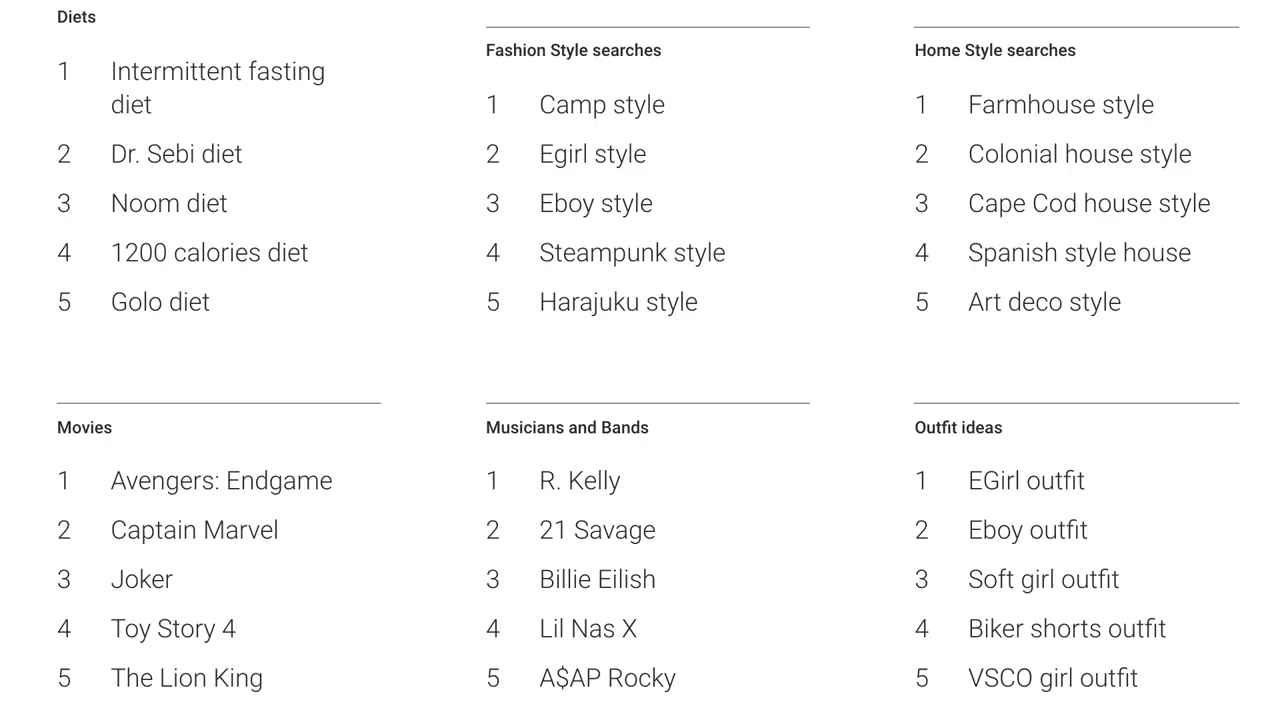 Diets
1 Intermittent fasting
diet
2 Dr. Sebi diet
3 Noom diet
4 1200 calories diet
5 Golo diet
Fashion Style searches
1 Camp style
2 Egirl style
3 Eboy style
4 Steampunk style
5 Harajuku style
Home Style searches
1 Farmhouse style
2 Colonial house style
3 Cape Cod house style
4 Spanish style house
5 Art deco style
Movies
1 Avengers: Endgame
2 Captain Marvel
3 Joker
4 Toy Story 4
5 The Lion King
Musicians and Bands
1 R. Kelly
2 21 Savage
3 Billie Eilish
4 Lil Nas X
5 A$AP Rocky
Outfit ideas
1 EGirl outfit
2 Eboy outfit
3 Soft girl outfit
4 Biker shorts outfit
5 VSCO girl outfit